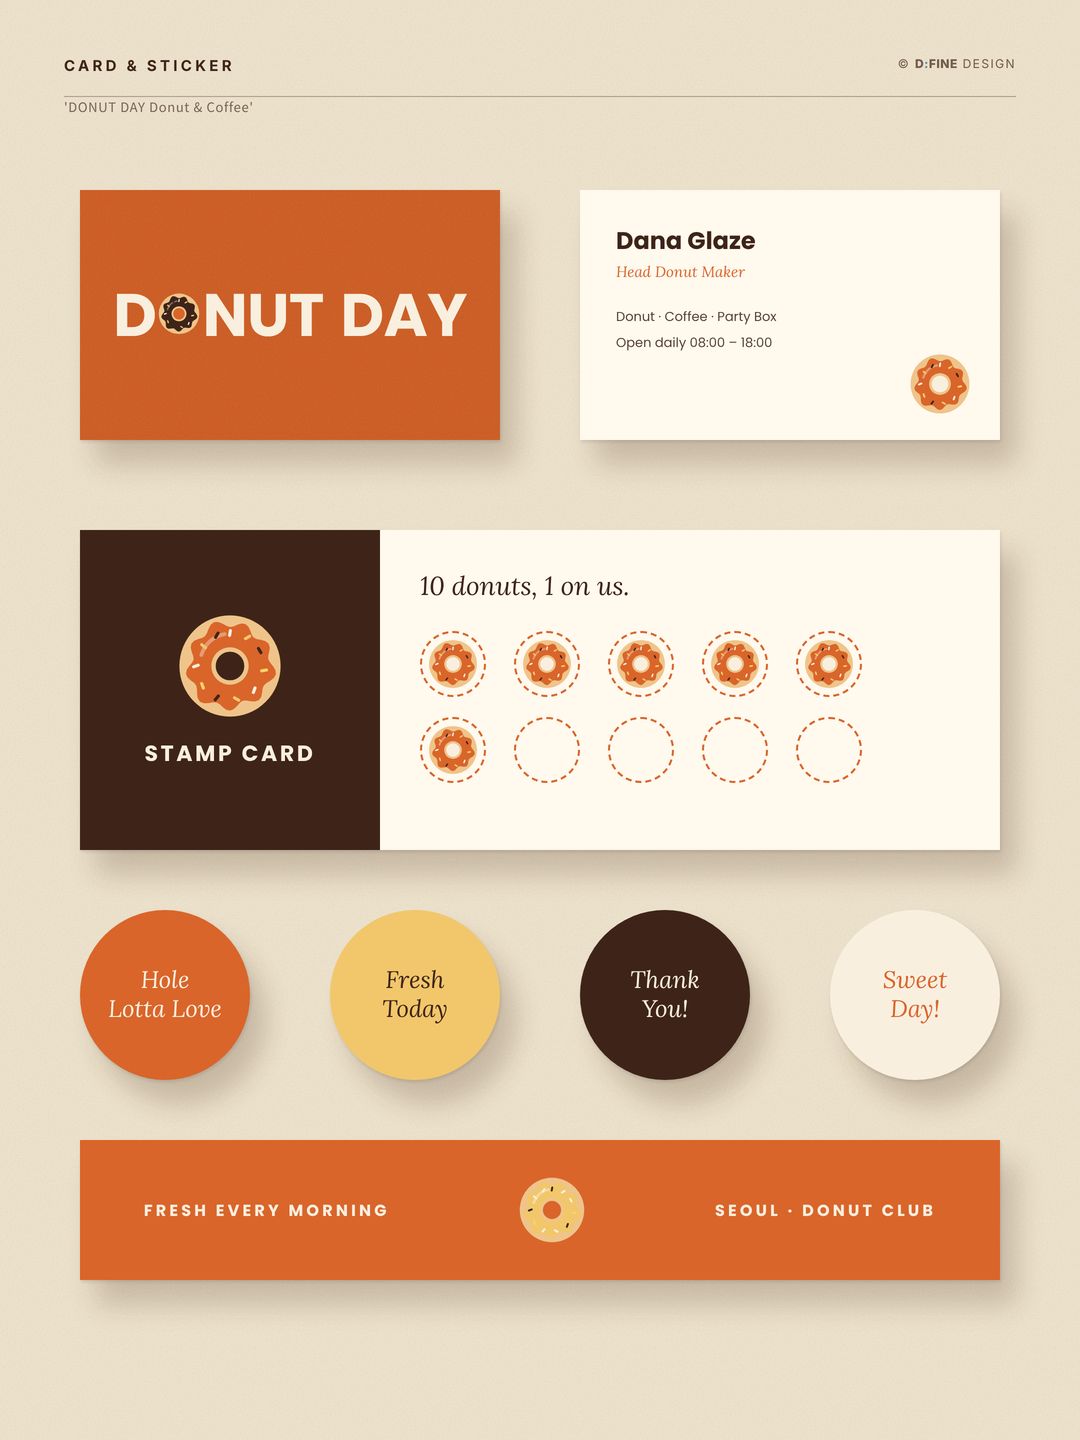 CARD & STICKER
© D:FINE DESIGN
'DONUT DAY Donut & Coffee'
DONUT DAY
Dana Glaze
Head Donut Maker
Donut · Coffee · Party Box
Open daily 08:00 – 18:00
10 donuts, 1 on us.
STAMP CARD
Hole
Lotta Love
Fresh
Today
Thank
You!
Sweet
Day!
FRESH EVERY MORNING
SEOUL · DONUT CLUB